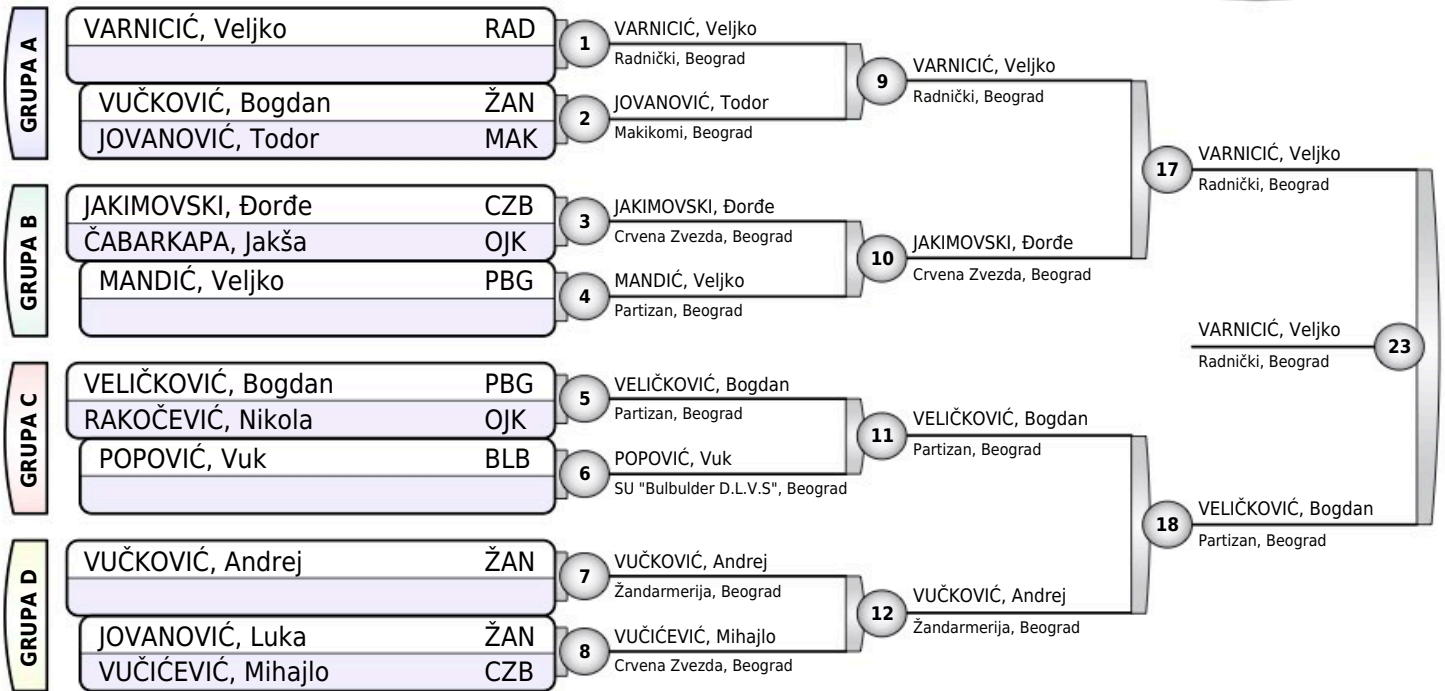 GRUPA A
VARNICIĆ, Veljko RAD
VUČKOVIĆ, Bogdan ŽAN
JOVANOVIĆ, Todor MAK
GRUPA B
JAKIMOVSKI, Đorđe CZB
ČABARKAPA, Jakša OJK
MANDIĆ, Veljko PBG
GRUPA C
VELIČKOVIĆ, Bogdan PBG
RAKOČEVIĆ, Nikola OJK
POPOVIĆ, Vuk BLB
GRUPA D
VUČKOVIĆ, Andrej ŽAN
JOVANOVIĆ, Luka ŽAN
VUČIĆEVIĆ, Mihajlo CZB
1
VARNICIĆ, Veljko
Radnički, Beograd
2
JOVANOVIĆ, Todor
Makikomi, Beograd
3
JAKIMOVSKI, Đorđe
Crvena Zvezda, Beograd
4
MANDIĆ, Veljko
Partizan, Beograd
5
VELIČKOVIĆ, Bogdan
Partizan, Beograd
6
POPOVIĆ, Vuk
SU "Bulbulder D.L.V.S", Beograd
7
VUČKOVIĆ, Andrej
Žandarmerija, Beograd
8
VUČIĆEVIĆ, Mihajlo
Crvena Zvezda, Beograd
9
VARNICIĆ, Veljko
Radnički, Beograd
10
JAKIMOVSKI, Đorđe
Crvena Zvezda, Beograd
11
VELIČKOVIĆ, Bogdan
Partizan, Beograd
12
VUČKOVIĆ, Andrej
Žandarmerija, Beograd
17
VARNICIĆ, Veljko
Radnički, Beograd
18
VELIČKOVIĆ, Bogdan
Partizan, Beograd
VARNICIĆ, Veljko
Radnički, Beograd
23